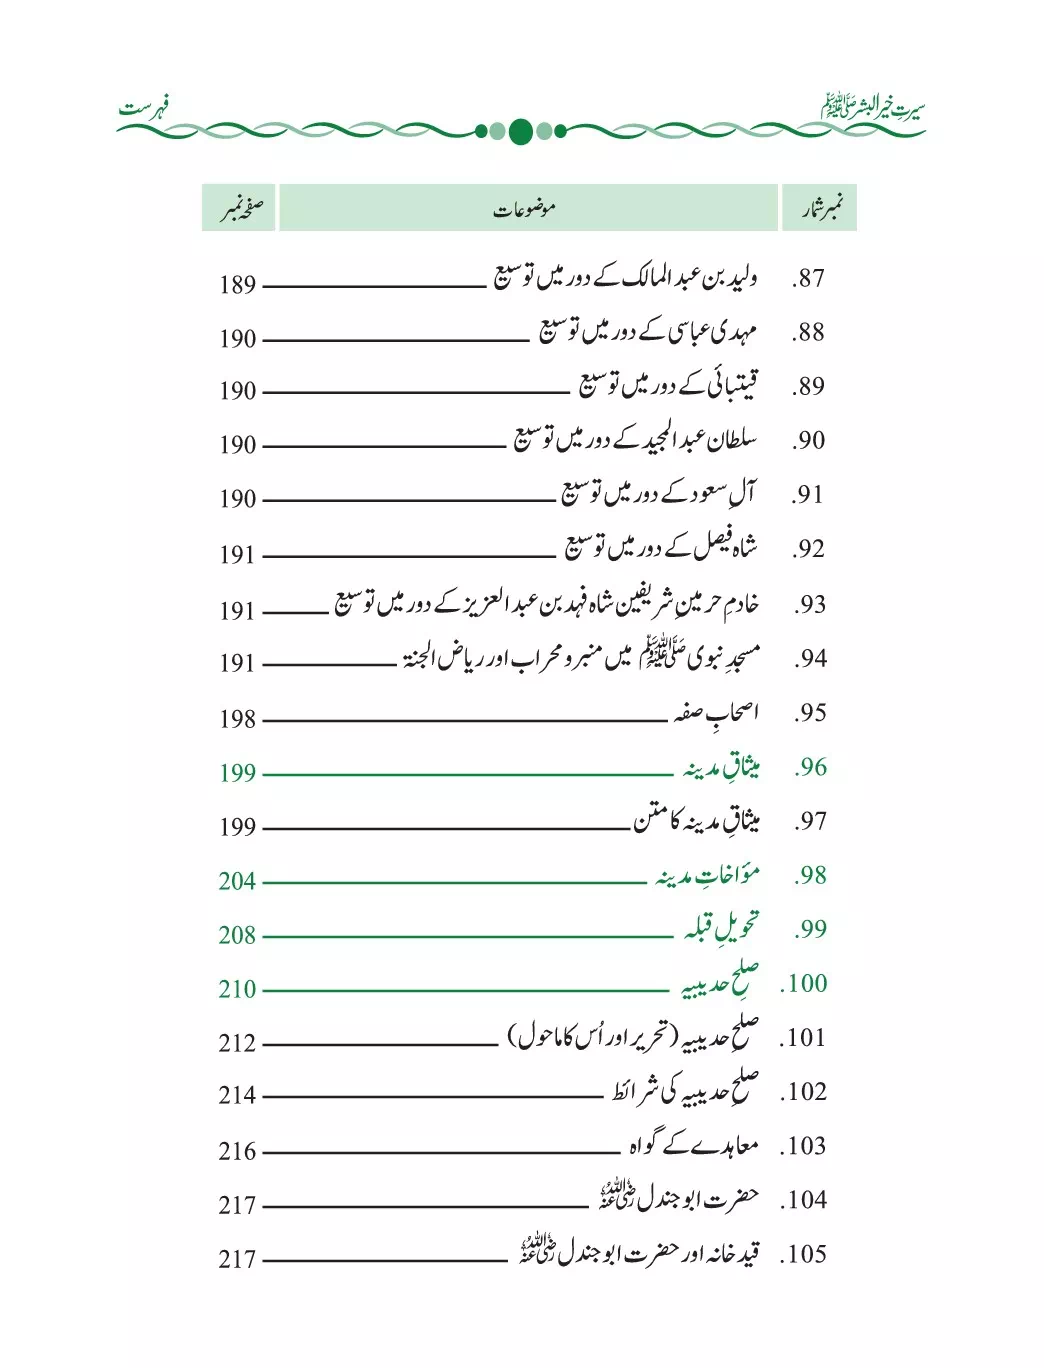 سیرتِ خیر البشر ﷺ فہرست
نمبر شمار موضوعات صفحہ نمبر
87. ولید بن عبد المالک کے دور میں توسیع 189
88. مہدی عباسی کے دور میں توسیع 190
89. قیتبائی کے دور میں توسیع 190
90. سلطان عبد المجید کے دور میں توسیع 190
91. آلِ سعود کے دور میں توسیع 190
92. شاہ فیصل کے دور میں توسیع 191
93. خادمِ حرمینِ شریفین شاہ فہد بن عبد العزیز کے دور میں توسیع 191
94. مسجدِ نبوی ﷺ میں منبر و محراب اور ریاض الجنۃ 191
95. اصحابِ صفہ 198
96. میثاقِ مدینہ 199
97. میثاقِ مدینہ کا متن 199
98. مؤاخاتِ مدینہ 204
99. تحویلِ قبلہ 208
100. صلحِ حدیبیہ 210
101. صلحِ حدیبیہ (تحریر اور اُس کا ماحول) 212
102. صلحِ حدیبیہ کی شرائط 214
103. معاہدے کے گواہ 216
104. حضرت ابو جندل رضی اللہ عنہ 217
105. قید خانہ اور حضرت ابو جندل رضی اللہ عنہ 217